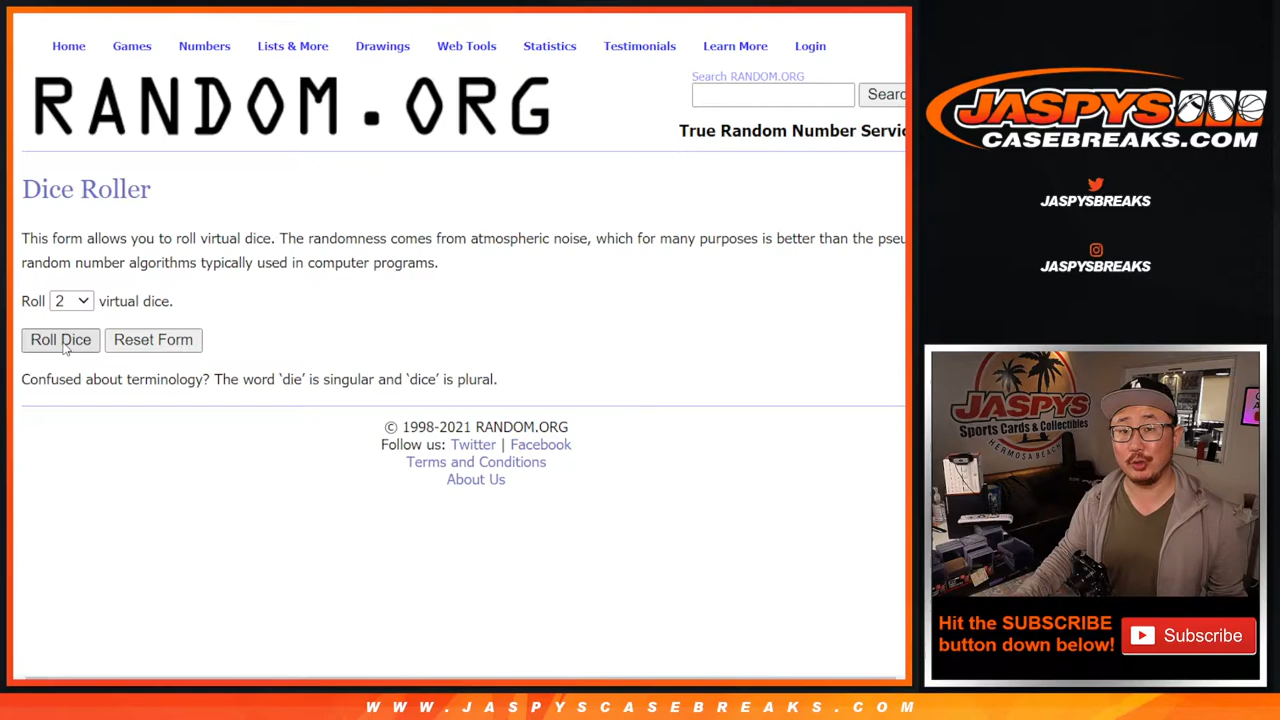 Home Games Numbers Lists & More Drawings Web Tools Statistics Testimonials Learn More Login
RANDOM.ORG
Search RANDOM.ORG
Searc
True Random Number Servic
Dice Roller
This form allows you to roll virtual dice. The randomness comes from atmospheric noise, which for many purposes is better than the pseu
random number algorithms typically used in computer programs.
Roll 2 virtual dice.
Roll Dice Reset Form
Confused about terminology? The word ‘die’ is singular and ‘dice’ is plural.
© 1998-2021 RANDOM.ORG
Follow us: Twitter | Facebook
Terms and Conditions
About Us
JASPYS
CASEBREAKS.COM
JASPYSBREAKS
JASPYSBREAKS
JASPYS
Sports Cards & Collectibles
HERMOSA BEACH
Hit the SUBSCRIBE
button down below!
Subscribe
WWW.JASPYSCASEBREAKS.COM